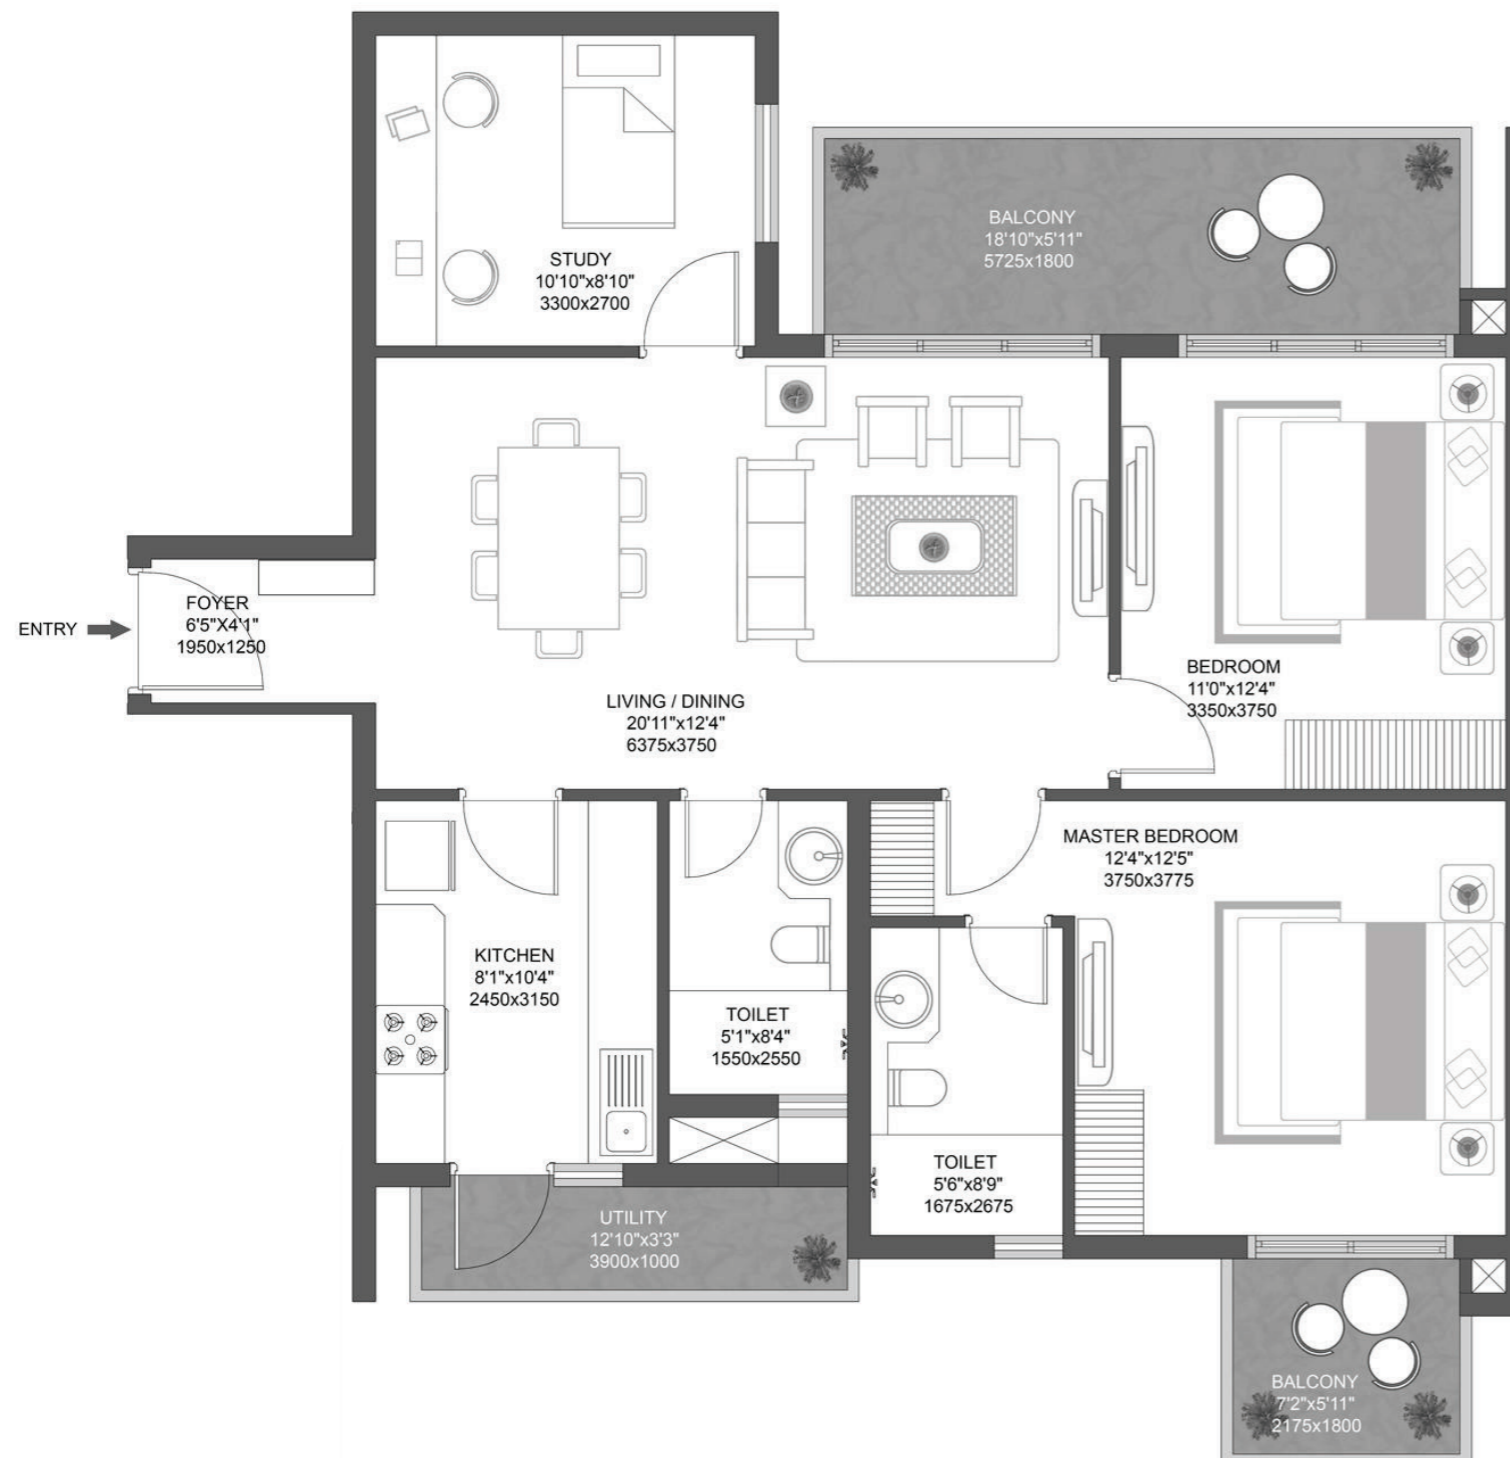 STUDY
10'10"x8'10"
3300x2700
BALCONY
18'10"x5'11"
5725x1800
ENTRY
FOYER
6'5"X4'1"
1950x1250
LIVING / DINING
20'11"x12'4"
6375x3750
BEDROOM
11'0"x12'4"
3350x3750
MASTER BEDROOM
12'4"x12'5"
3750x3775
KITCHEN
8'1"x10'4"
2450x3150
TOILET
5'1"x8'4"
1550x2550
TOILET
5'6"x8'9"
1675x2675
UTILITY
12'10"x3'3"
3900x1000
BALCONY
7'2"x5'11"
2175x1800